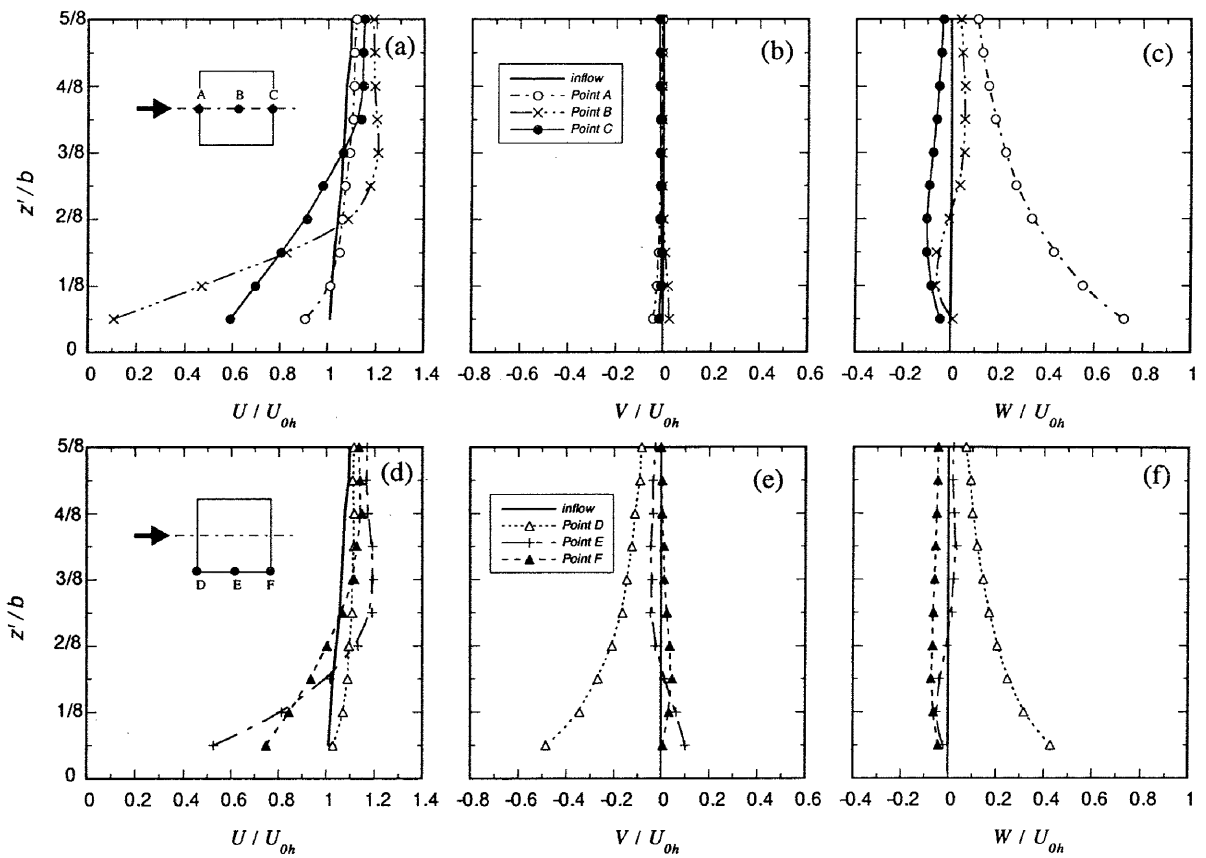 5/8
4/8
3/8
2/8
1/8
0
z'/b
(a)
A B C
0 0.2 0.4 0.6 0.8 1 1.2 1.4
U / U0h
(b)
inflow
Point A
Point B
Point C
-0.8 -0.6 -0.4 -0.2 0 0.2 0.4 0.6
V / U0h
(c)
-0.4 -0.2 0 0.2 0.4 0.6 0.8 1
W / U0h
5/8
4/8
3/8
2/8
1/8
0
z'/b
(d)
D E F
0 0.2 0.4 0.6 0.8 1 1.2 1.4
U / U0h
(e)
inflow
Point D
Point E
Point F
-0.8 -0.6 -0.4 -0.2 0 0.2 0.4 0.6
V / U0h
(f)
-0.4 -0.2 0 0.2 0.4 0.6 0.8 1
W / U0h